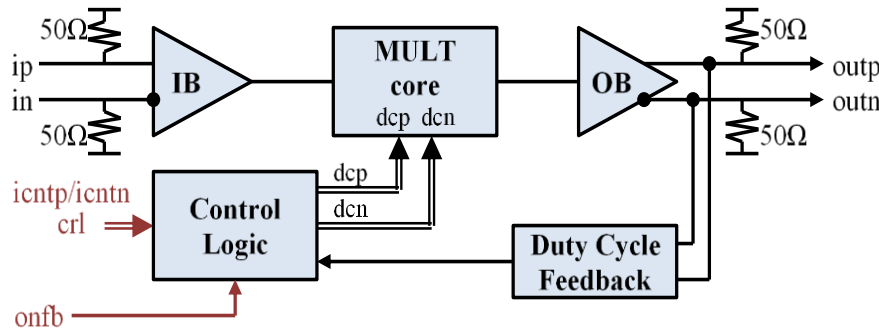 50Ω
50Ω
ip
in
IB
MULT
core
dcp dcn
OB
outp
outn
50Ω
50Ω
icntp/icntn
crl
Control
Logic
dcp
dcn
Duty Cycle
Feedback
onfb